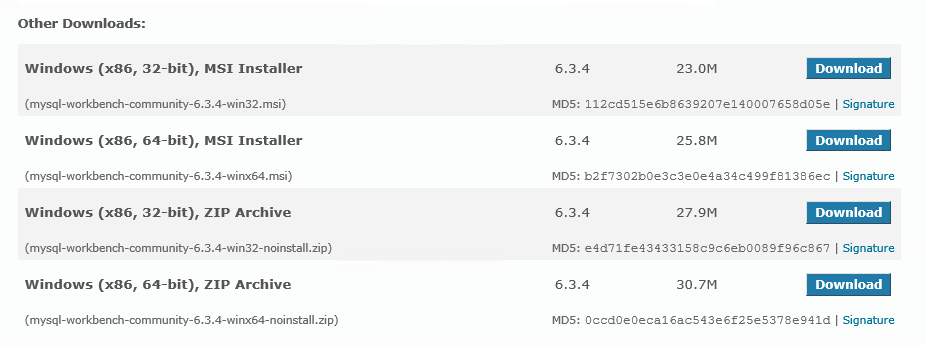 Other Downloads:
Windows (x86, 32-bit), MSI Installer 6.3.4 23.0M Download
(mysql-workbench-community-6.3.4-win32.msi) MD5: 112cd515e6b8639207e140007658d05e | Signature
Windows (x86, 64-bit), MSI Installer 6.3.4 25.8M Download
(mysql-workbench-community-6.3.4-winx64.msi) MD5: b2f7302b0e3c3e0e4a34c499f81386ec | Signature
Windows (x86, 32-bit), ZIP Archive 6.3.4 27.9M Download
(mysql-workbench-community-6.3.4-win32-noinstall.zip) MD5: e4d71fe43433158c9c6eb0089f96c867 | Signature
Windows (x86, 64-bit), ZIP Archive 6.3.4 30.7M Download
(mysql-workbench-community-6.3.4-winx64-noinstall.zip) MD5: 0ccd0e0eca16ac543e6f25e5378e941d | Signature